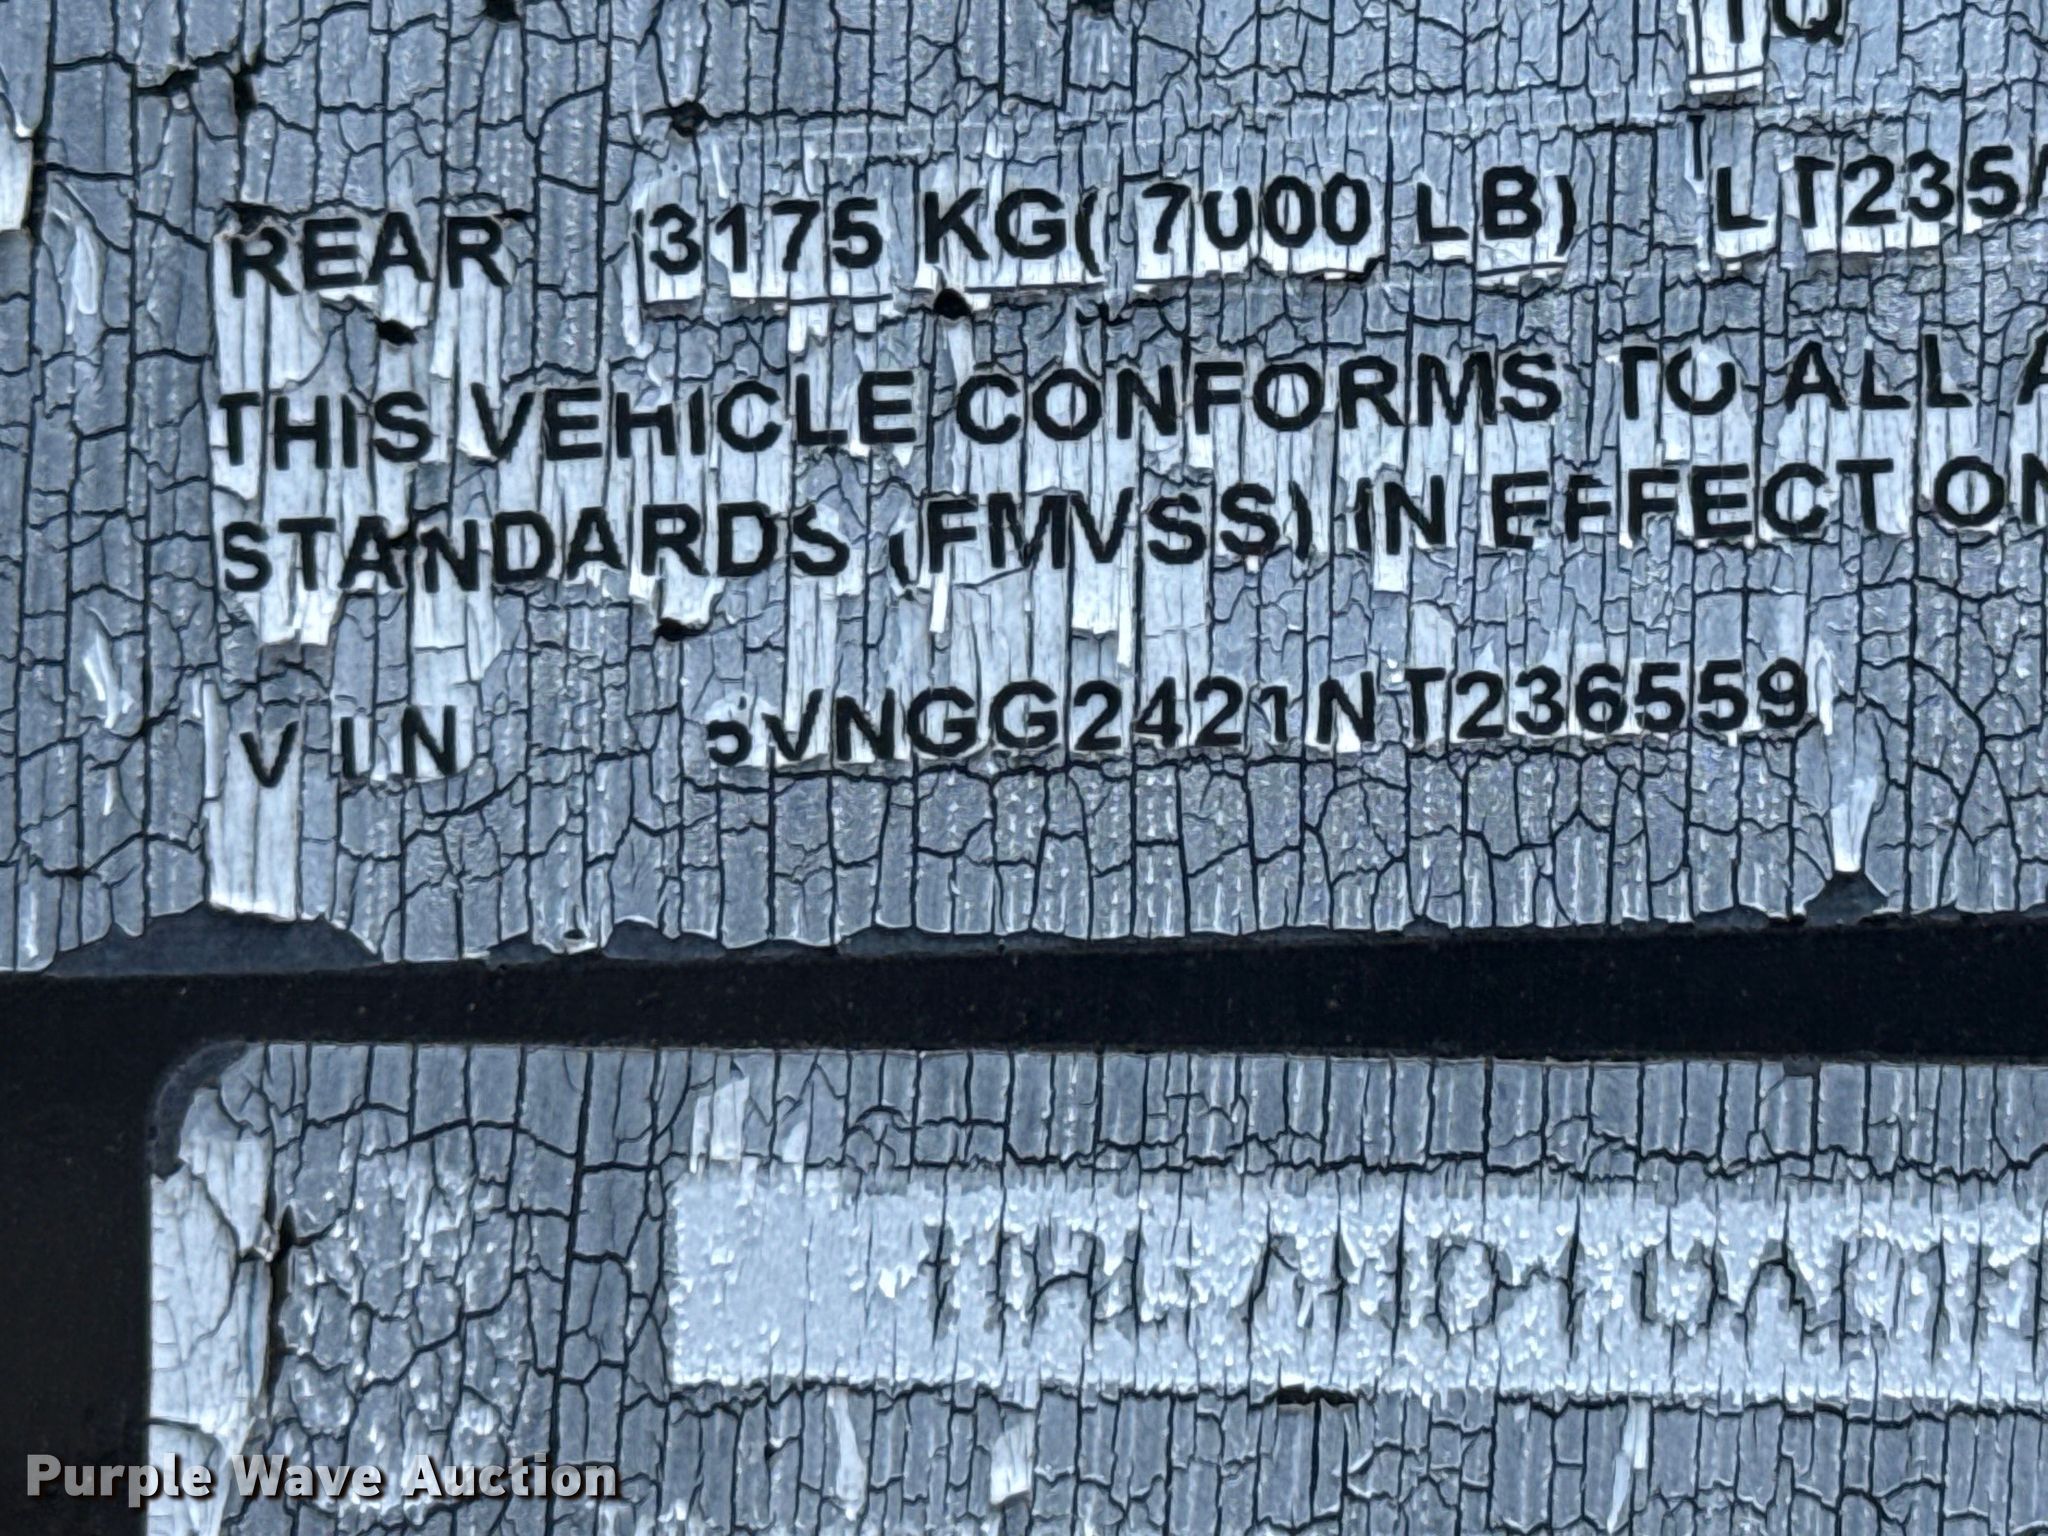 TQ
REAR 3175 KG( 7000 LB) LT235/
THIS VEHICLE CONFORMS TO ALL A
STANDARDS (FMVSS) IN EFFECT ON
VIN 5VNGG2421NT236559
Purple Wave Auction